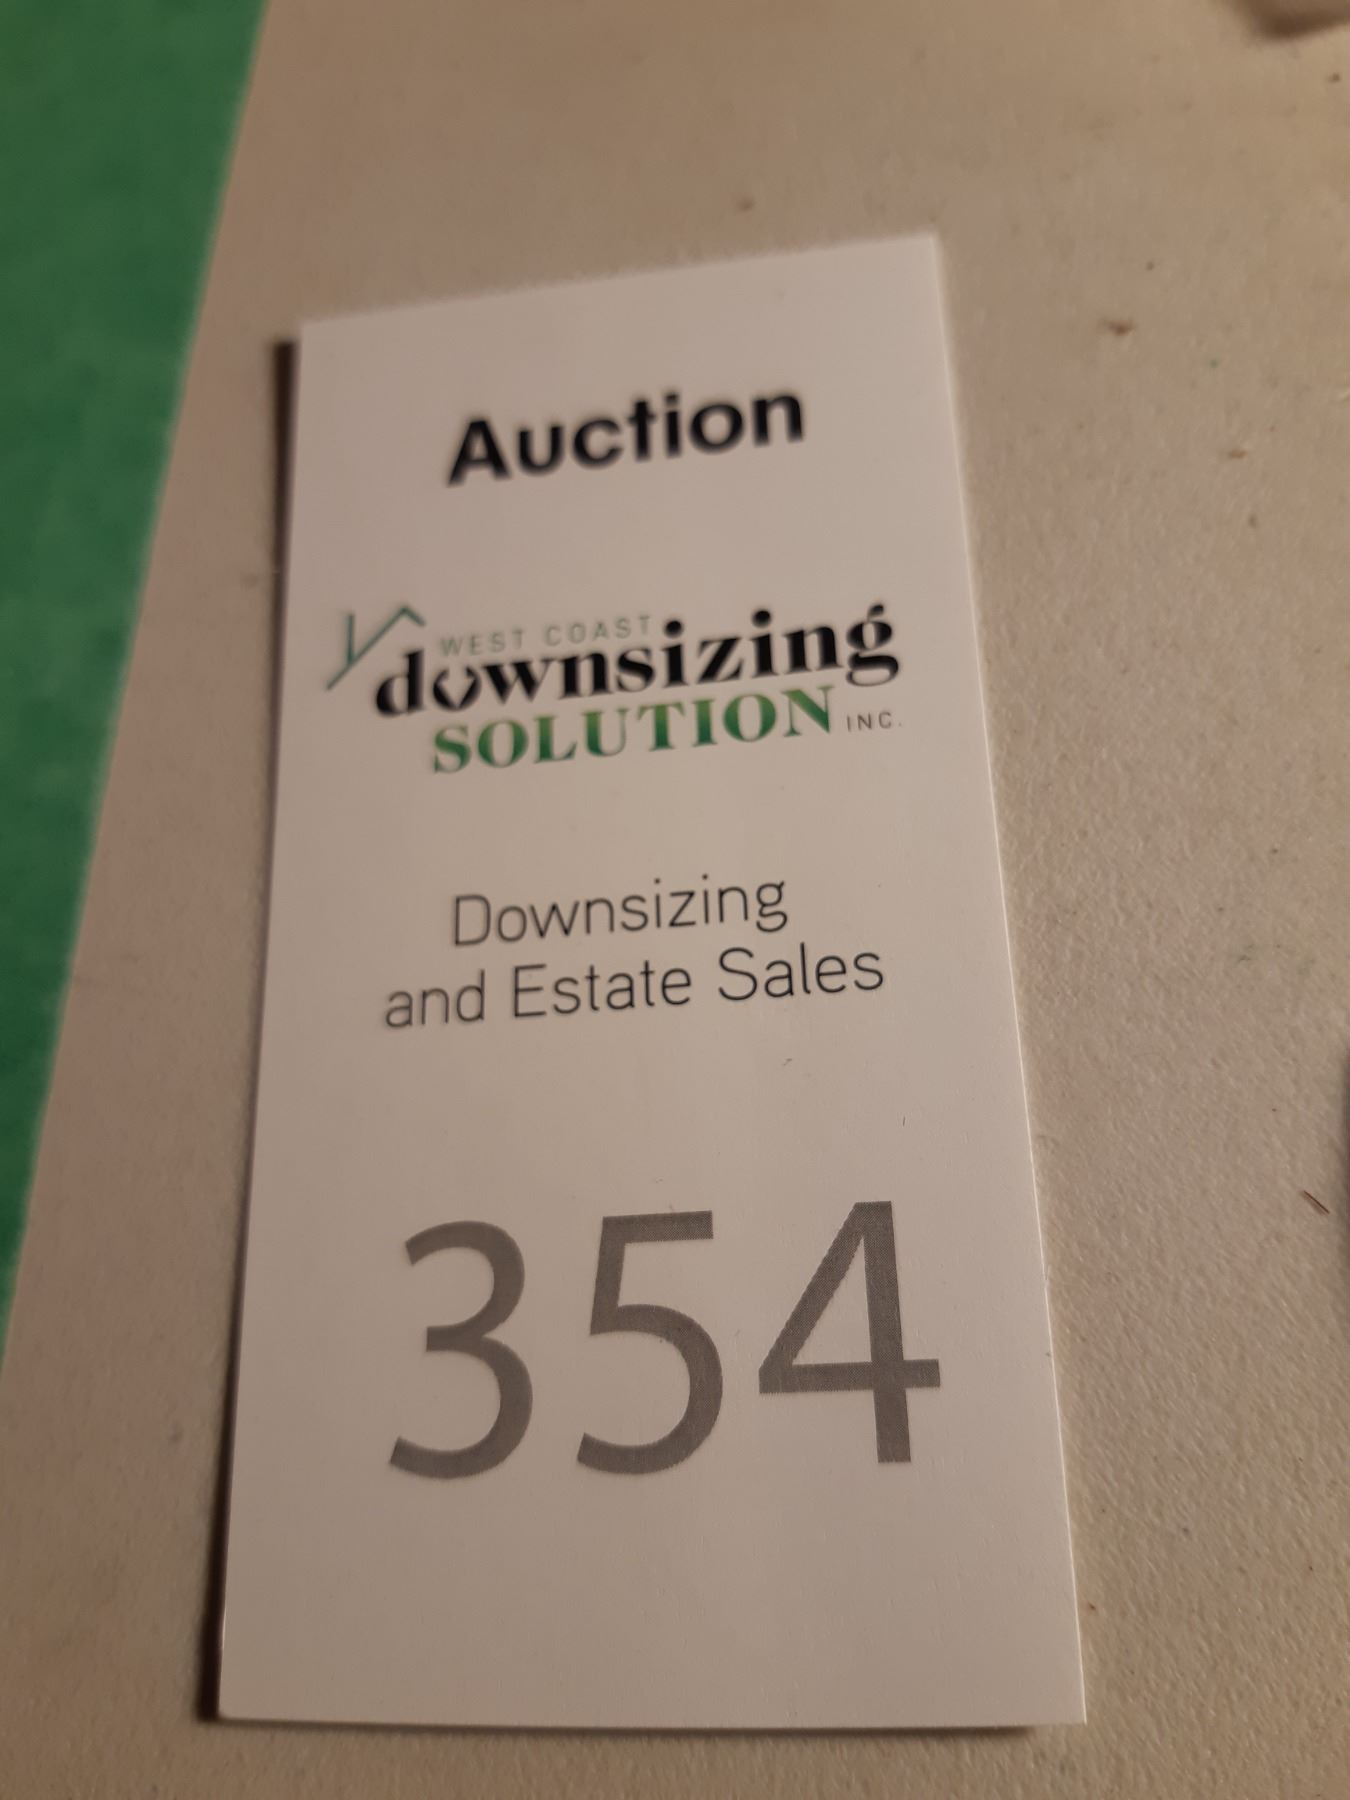 Auction
WEST COAST
downsizing
SOLUTION INC.
Downsizing
and Estate Sales
354